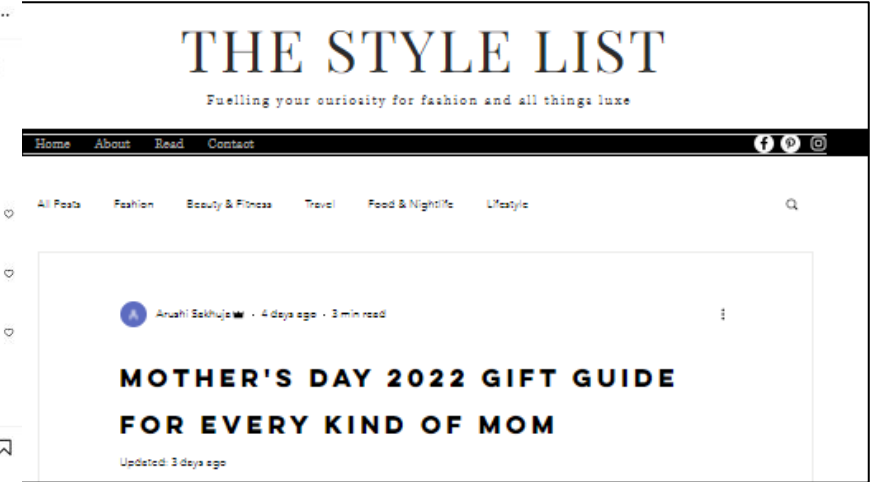 THE STYLE LIST
Fuelling your curiosity for fashion and all things luxe
Home About Read Contact
All Posts Fashion Beauty & Fitness Travel Food & Nightlife Lifestyle
A Arushi Sakhuja · 4 days ago · 3 min read
MOTHER'S DAY 2022 GIFT GUIDE
FOR EVERY KIND OF MOM
Updated: 3 days ago